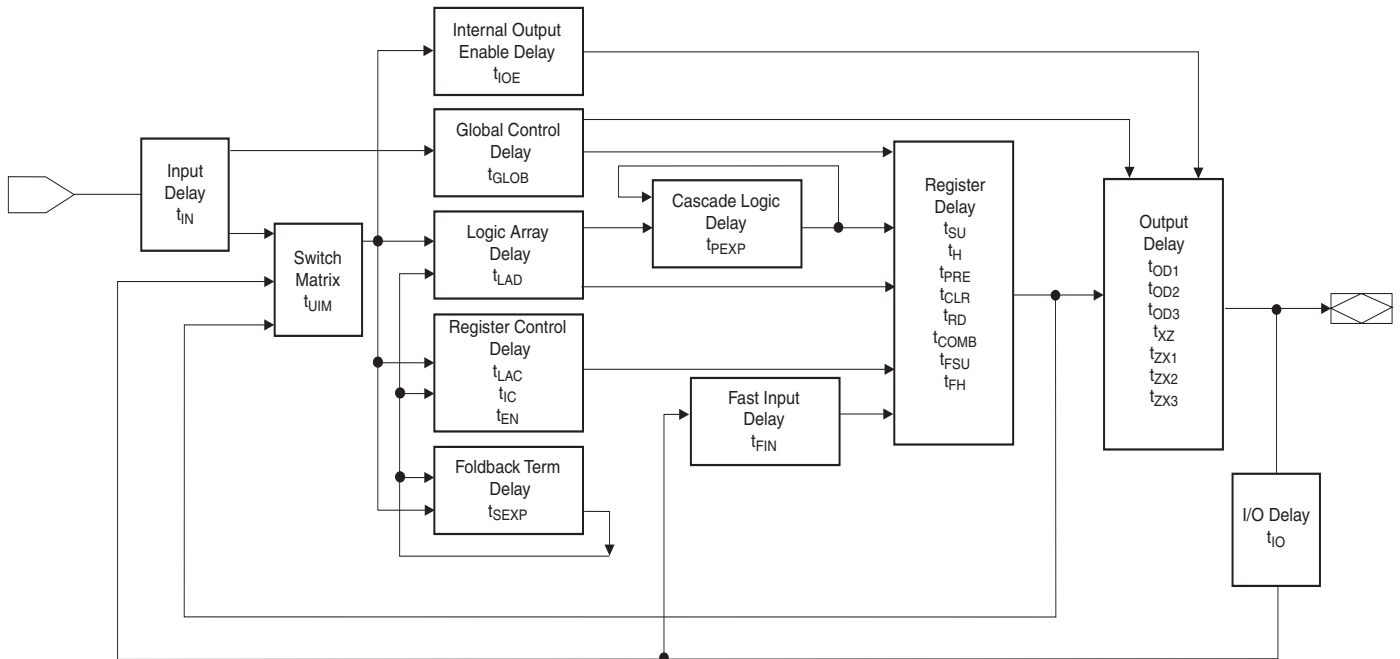 Input
Delay
tIN
Switch
Matrix
tUIM
Internal Output
Enable Delay
tIOE
Global Control
Delay
tGLOB
Logic Array
Delay
tLAD
Register Control
Delay
tLAC
tIC
tEN
Foldback Term
Delay
tSEXP
Cascade Logic
Delay
tPEXP
Fast Input
Delay
tFIN
Register
Delay
tSU
tH
tPRE
tCLR
tRD
tCOMB
tFSU
tFH
Output
Delay
tOD1
tOD2
tOD3
tXZ
tZX1
tZX2
tZX3
I/O Delay
tIO